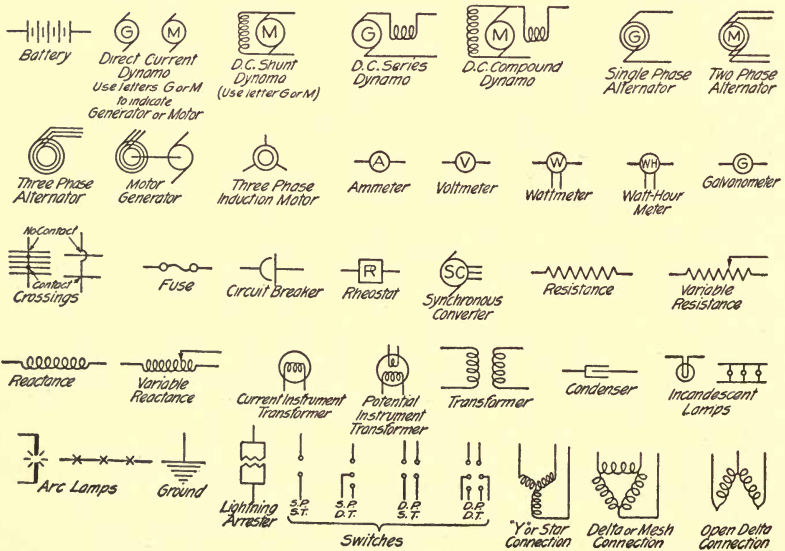 Battery
G
M
Direct Current
Dynamo
Use letters G or M
to indicate
Generator or Motor
M
D.C. Shunt
Dynamo
(Use letter G or M)
G
D.C. Series
Dynamo
M
D.C. Compound
Dynamo
G
Single Phase
Alternator
M
Two Phase
Alternator
Three Phase
Alternator
Motor
Generator
Three Phase
Induction Motor
A
Ammeter
V
Voltmeter
W
Wattmeter
WH
Watt-Hour
Meter
G
Galvanometer
No Contact
Contact
Crossings
Fuse
Circuit Breaker
R
Rheostat
SC
Synchronous
Converter
Resistance
Variable
Resistance
Reactance
Variable
Reactance
Current Instrument
Transformer
Potential
Instrument
Transformer
Transformer
Condenser
Incandescent
Lamps
Arc Lamps
Ground
Lightning
Arrester
S.P.
S.T.
S.P.
D.T.
D.P.
S.T.
D.P.
D.T.
Switches
"Y" or Star
Connection
Delta or Mesh
Connection
Open Delta
Connection